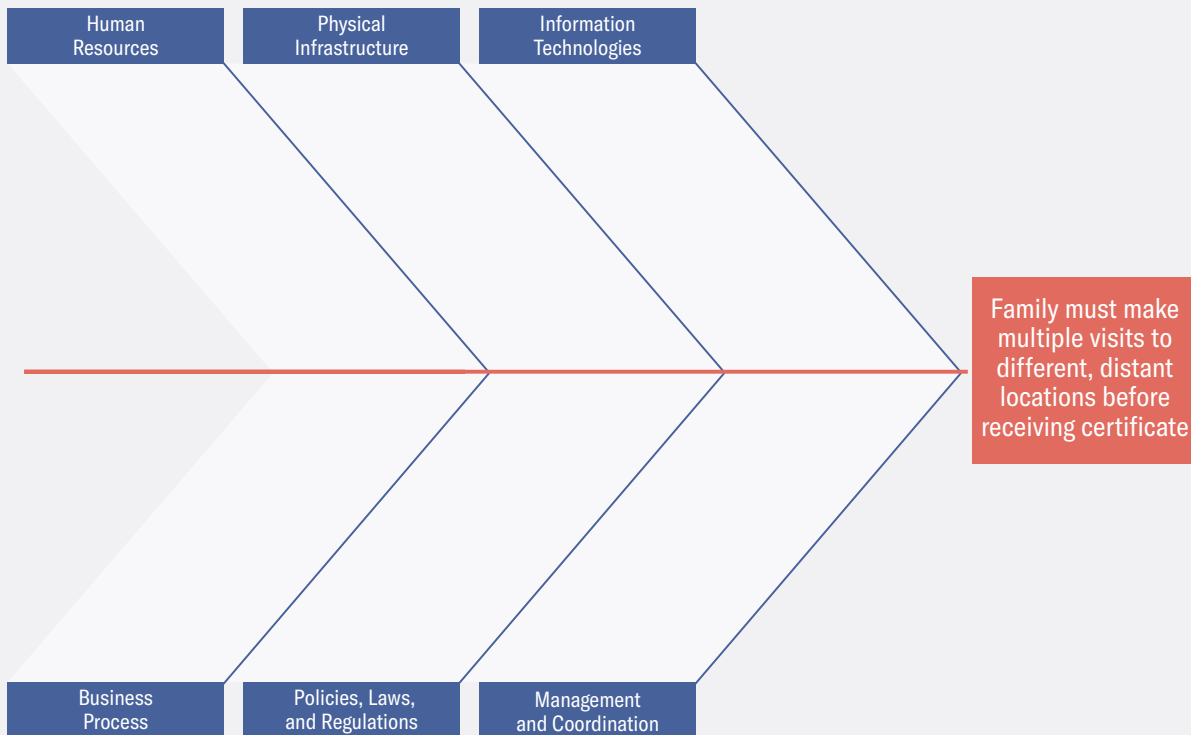 Human
Resources
Physical
Infrastructure
Information
Technologies
Family must make
multiple visits to
different, distant
locations before
receiving certificate
Business
Process
Policies, Laws,
and Regulations
Management
and Coordination